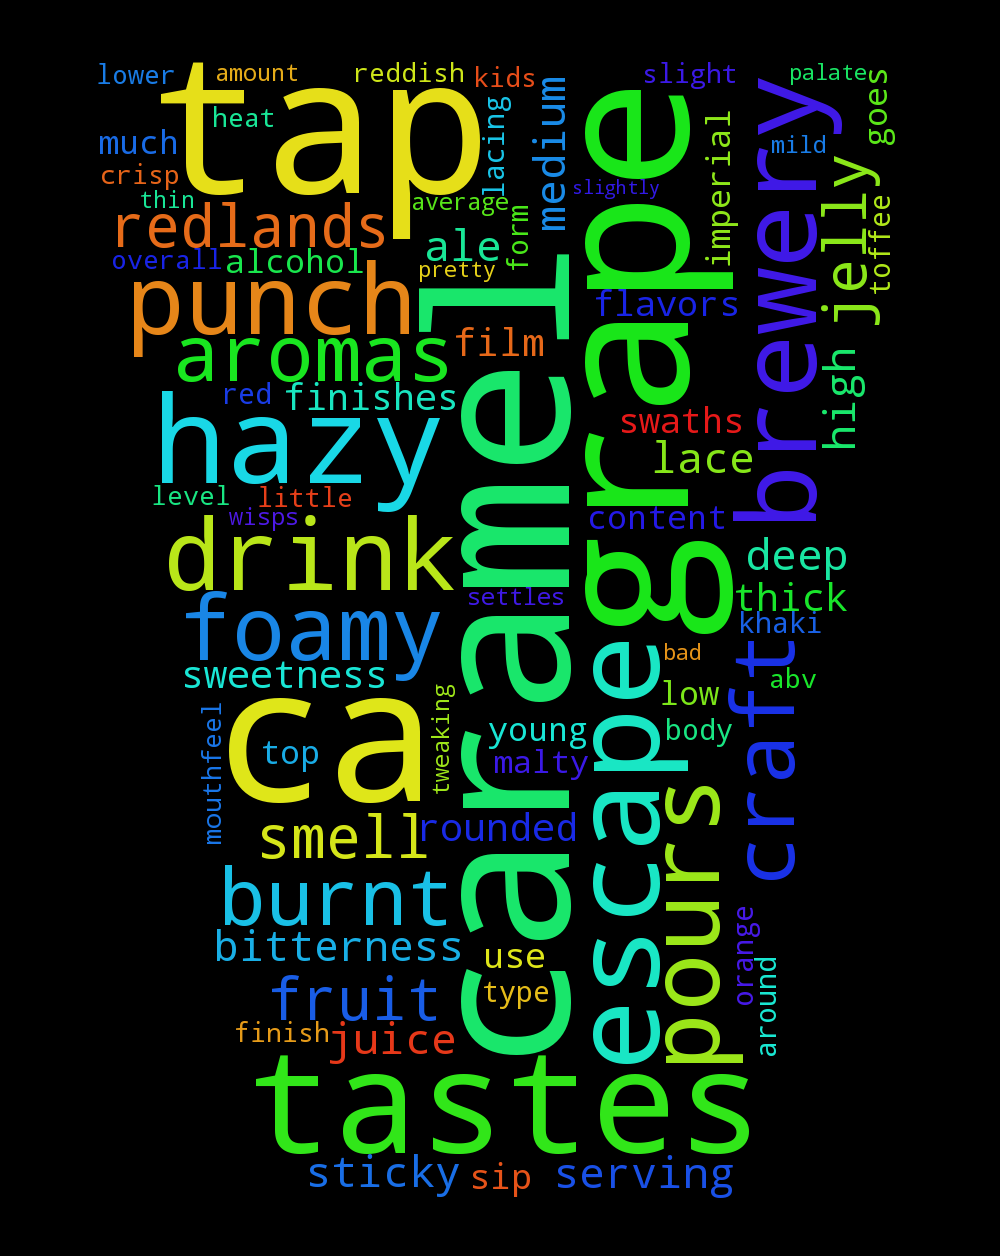 lower
amount
reddish
kids
slight
palate
tap
heat
lacing
medium
grape
imperial
brewery
mild
goes
much
crisp
thin
average
slightly
redlands
form
ale
jelly
toffee
overall
alcohol
pretty
caramel
punch
flavors
aromas
film
high
red
finishes
swaths
hazy
lace
level
little
wisps
content
drink
deep
settles
thick
foamy
khaki
sweetness
escape
bad
craft
abv
mouthfeel
ca
top
tweaking
young
low
body
malty
pours
smell
rounded
burnt
bitterness
use
orange
around
fruit
type
finish
juice
tastes
sticky
sip
serving